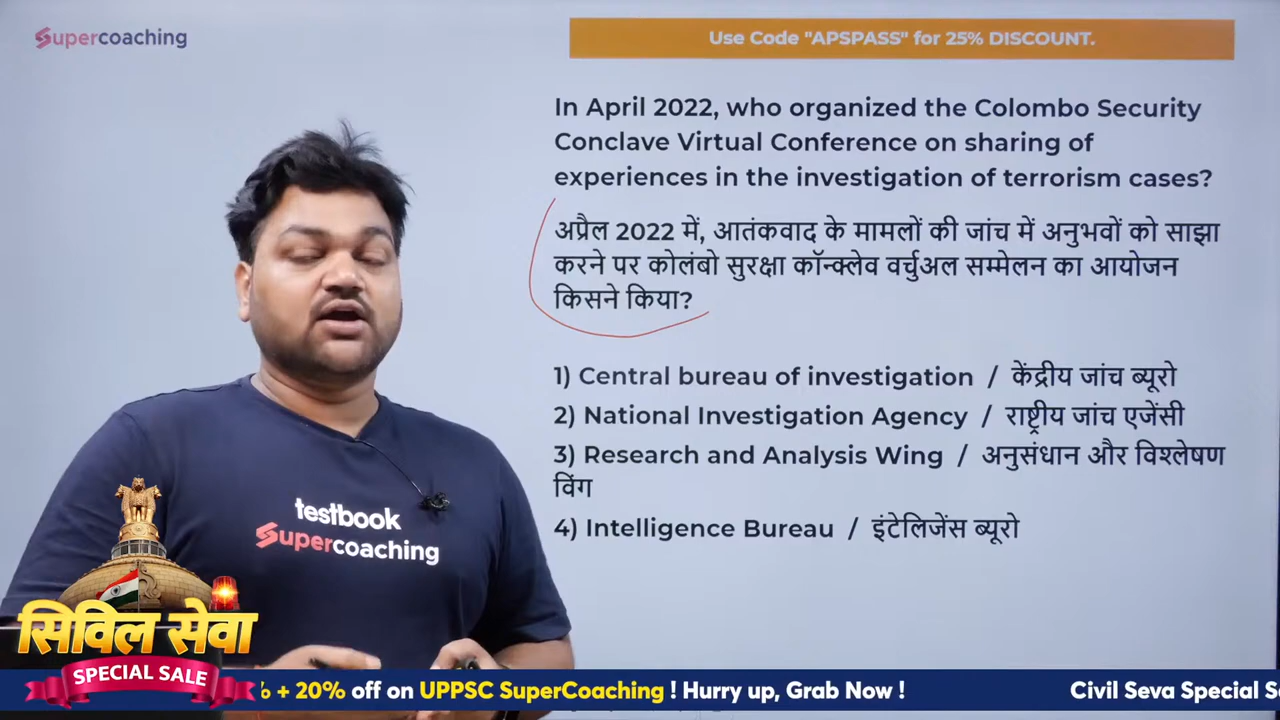 Supercoaching
Use Code "APSPASS" for 25% DISCOUNT.
In April 2022, who organized the Colombo Security
Conclave Virtual Conference on sharing of
experiences in the investigation of terrorism cases?
अप्रैल 2022 में, आतंकवाद के मामलों की जांच में अनुभवों को साझा
करने पर कोलंबो सुरक्षा कॉन्क्लेव वर्चुअल सम्मेलन का आयोजन
किसने किया?
1) Central bureau of investigation / केंद्रीय जांच ब्यूरो
2) National Investigation Agency / राष्ट्रीय जांच एजेंसी
3) Research and Analysis Wing / अनुसंधान और विश्लेषण
विंग
4) Intelligence Bureau / इंटेलिजेंस ब्यूरो
testbook
Supercoaching
सिविल सेवा
SPECIAL SALE
% + 20% off on UPPSC SuperCoaching ! Hurry up, Grab Now ! Civil Seva Special